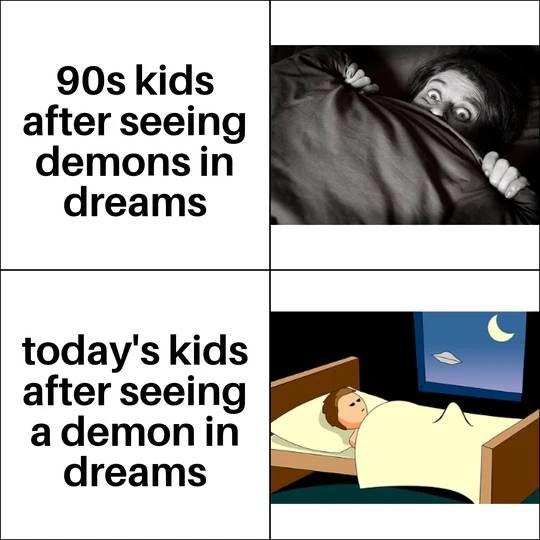 90s kids
after seeing
demons in
dreams
today's kids
after seeing
a demon in
dreams